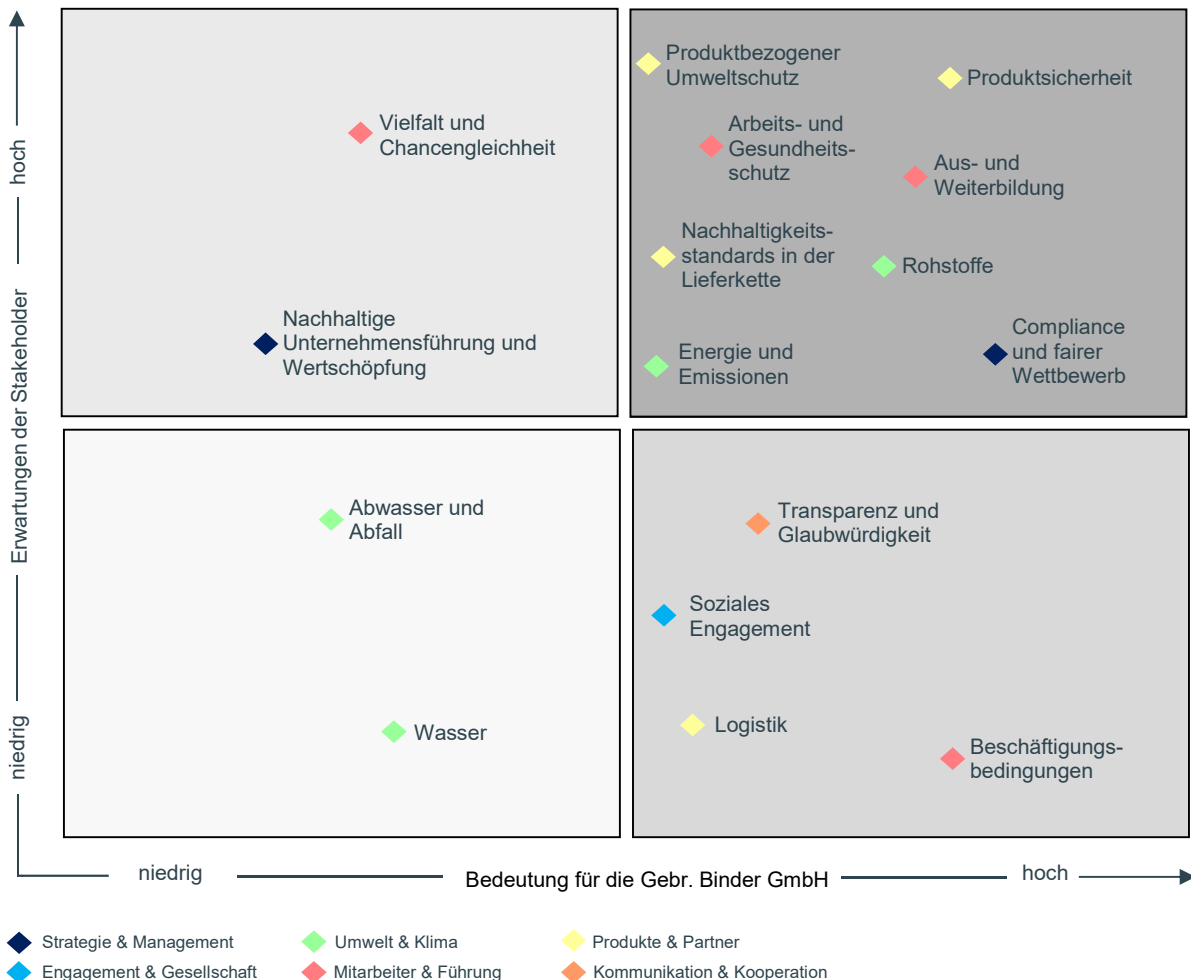 Erwartungen der Stakeholder
hoch
niedrig
Vielfalt und
Chancengleichheit
Nachhaltige
Unternehmensführung und
Wertschöpfung
Produktbezogener
Umweltschutz
Produktsicherheit
Arbeits- und
Gesundheits-
schutz
Aus- und
Weiterbildung
Nachhaltigkeits-
standards in der
Lieferkette
Rohstoffe
Energie und
Emissionen
Compliance
und fairer
Wettbewerb
Abwasser und
Abfall
Wasser
Transparenz und
Glaubwürdigkeit
Soziales
Engagement
Logistik
Beschäftigungs-
bedingungen
niedrig
Bedeutung für die Gebr. Binder GmbH
hoch
Strategie & Management
Umwelt & Klima
Produkte & Partner
Engagement & Gesellschaft
Mitarbeiter & Führung
Kommunikation & Kooperation